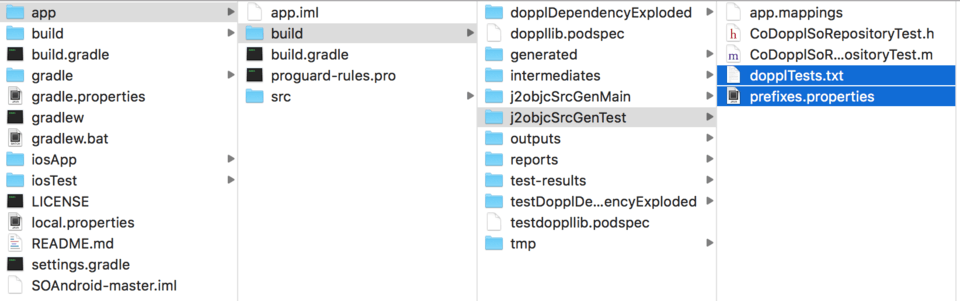 app
build
build.gradle
gradle
gradle.properties
gradlew
gradlew.bat
iosApp
iosTest
LICENSE
local.properties
README.md
settings.gradle
SOAndroid-master.iml
app.iml
build
build.gradle
proguard-rules.pro
src
dopplDependencyExploded
doppllib.podspec
generated
intermediates
j2objcSrcGenMain
j2objcSrcGenTest
outputs
reports
test-results
testDopplDe...encyExploded
testdoppllib.podspec
tmp
app.mappings
CoDopplSoRepositoryTest.h
CoDopplSoR...ositoryTest.m
dopplTests.txt
prefixes.properties